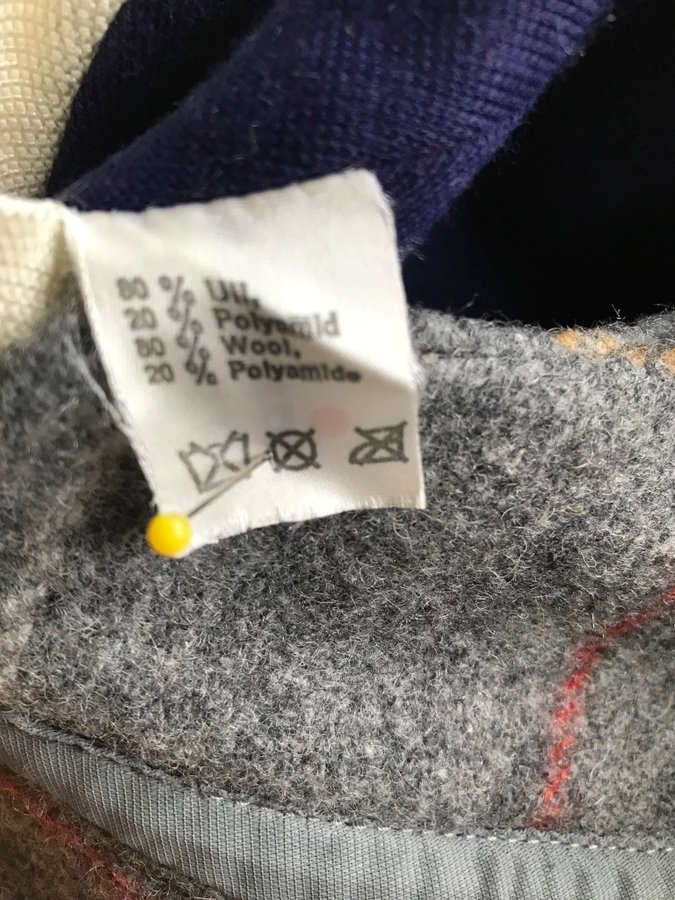 80 % Ull,
20 % Polyamid
80 % Wool,
20 % Polyamide